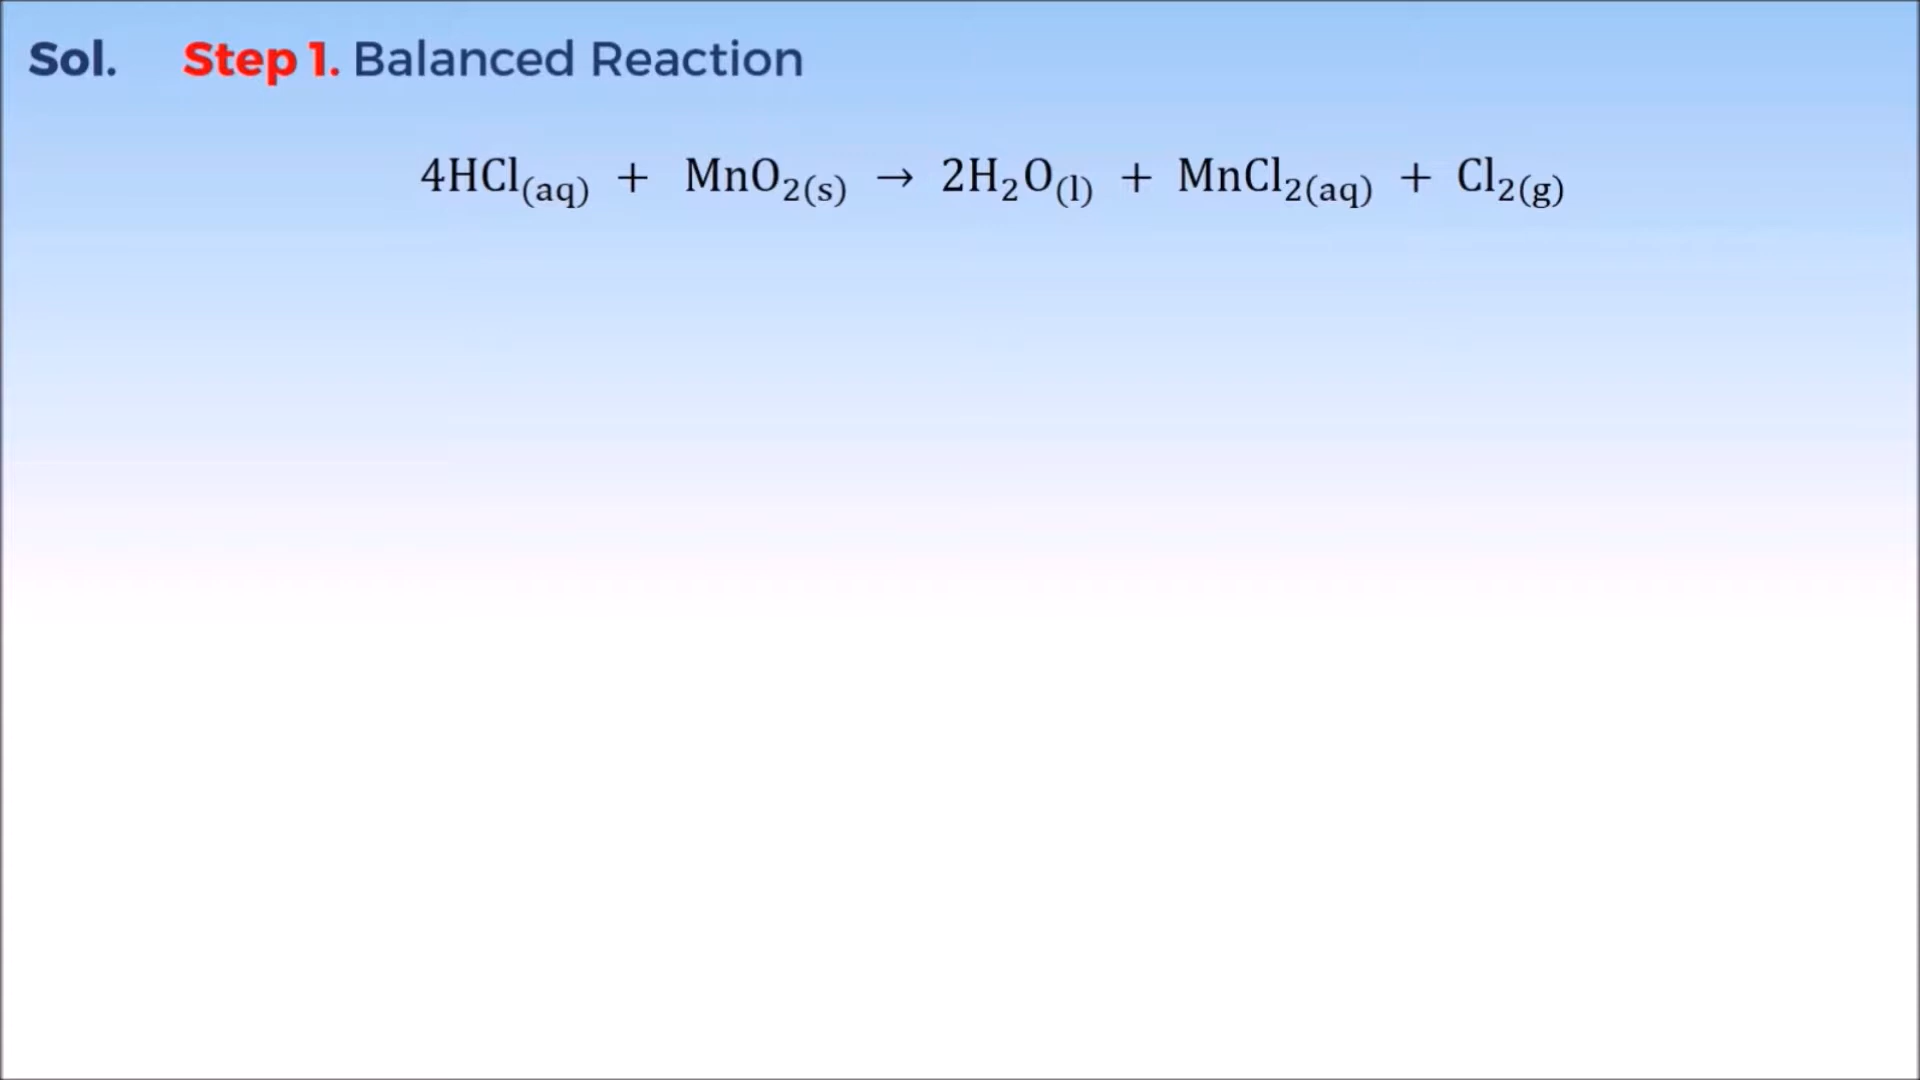 Sol. Step 1. Balanced Reaction
4HCl(aq) + MnO₂(s) → 2H₂O(l) + MnCl₂(aq) + Cl₂(g)